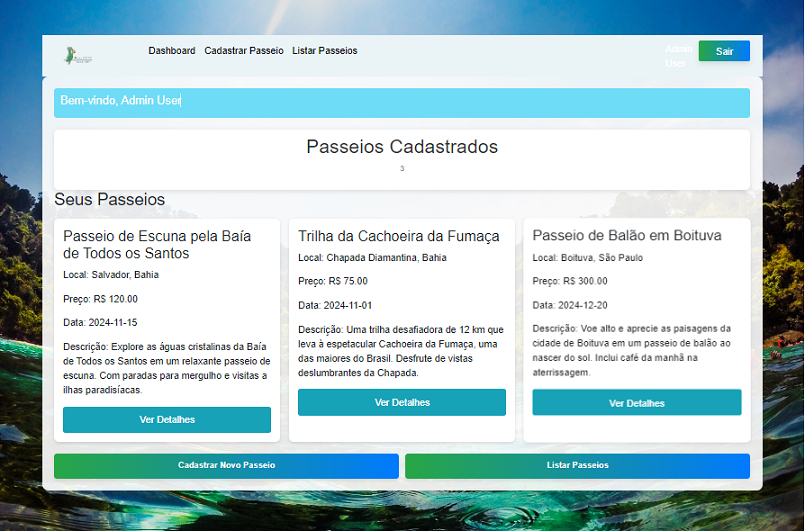 Dashboard Cadastrar Passeio Listar Passeios
Admin
User
Sair
Bem-vindo, Admin User
Passeios Cadastrados
3
Seus Passeios
Passeio de Escuna pela Baía
de Todos os Santos
Local: Salvador, Bahia
Preço: R$ 120.00
Data: 2024-11-15
Descrição: Explore as águas cristalinas da Baía
de Todos os Santos em um relaxante passeio de
escuna. Com paradas para mergulho e visitas a
ilhas paradisíacas.
Ver Detalhes
Trilha da Cachoeira da Fumaça
Local: Chapada Diamantina, Bahia
Preço: R$ 75.00
Data: 2024-11-01
Descrição: Uma trilha desafiadora de 12 km que
leva à espetacular Cachoeira da Fumaça, uma
das maiores do Brasil. Desfrute de vistas
deslumbrantes da Chapada.
Ver Detalhes
Passeio de Balão em Boituva
Local: Boituva, São Paulo
Preço: R$ 300.00
Data: 2024-12-20
Descrição: Voe alto e aprecie as paisagens da
cidade de Boituva em um passeio de balão ao
nascer do sol. Inclui café da manhã na
aterrissagem.
Ver Detalhes
Cadastrar Novo Passeio
Listar Passeios